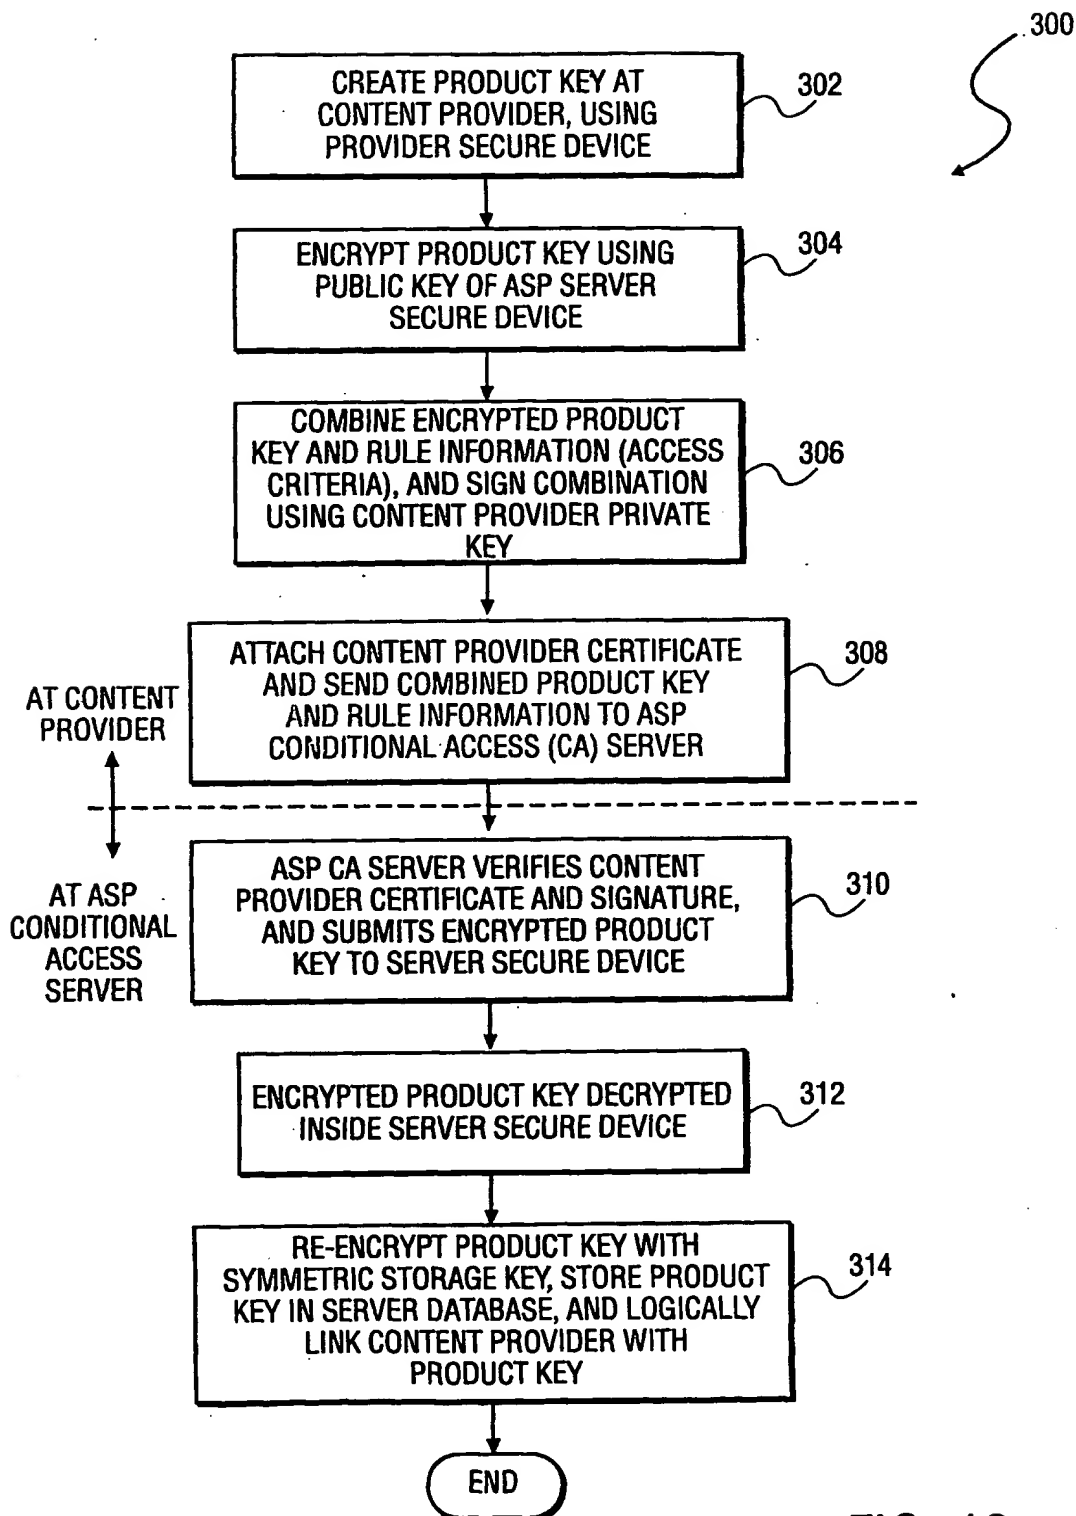 300
CREATE PRODUCT KEY AT
CONTENT PROVIDER, USING
PROVIDER SECURE DEVICE
302
ENCRYPT PRODUCT KEY USING
PUBLIC KEY OF ASP SERVER
SECURE DEVICE
304
COMBINE ENCRYPTED PRODUCT
KEY AND RULE INFORMATION (ACCESS
CRITERIA), AND SIGN COMBINATION
USING CONTENT PROVIDER PRIVATE
KEY
306
ATTACH CONTENT PROVIDER CERTIFICATE
AND SEND COMBINED PRODUCT KEY
AND RULE INFORMATION TO ASP
CONDITIONAL ACCESS (CA) SERVER
308
AT CONTENT
PROVIDER
AT ASP
CONDITIONAL
ACCESS
SERVER
ASP CA SERVER VERIFIES CONTENT
PROVIDER CERTIFICATE AND SIGNATURE,
AND SUBMITS ENCRYPTED PRODUCT
KEY TO SERVER SECURE DEVICE
310
ENCRYPTED PRODUCT KEY DECRYPTED
INSIDE SERVER SECURE DEVICE
312
RE-ENCRYPT PRODUCT KEY WITH
SYMMETRIC STORAGE KEY, STORE PRODUCT
KEY IN SERVER DATABASE, AND LOGICALLY
LINK CONTENT PROVIDER WITH
PRODUCT KEY
314
END